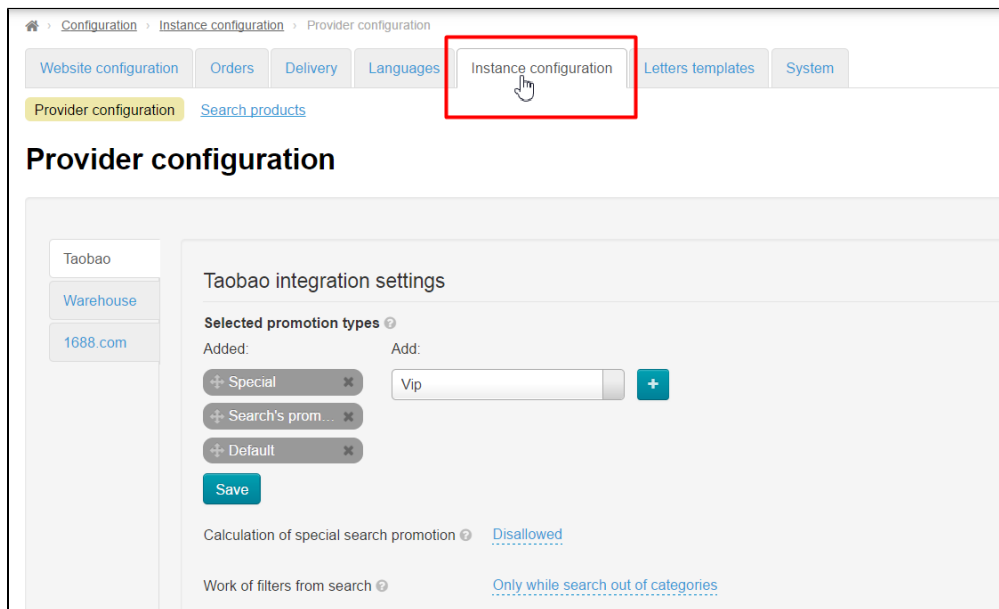 Configuration › Instance configuration › Provider configuration
Website configuration Orders Delivery Languages Instance configuration Letters templates System
Provider configuration Search products
Provider configuration
Taobao
Warehouse
1688.com
Taobao integration settings
Selected promotion types
Added: Add:
Special Vip +
Search's prom...
Default
Save
Calculation of special search promotion Disallowed
Work of filters from search Only while search out of categories